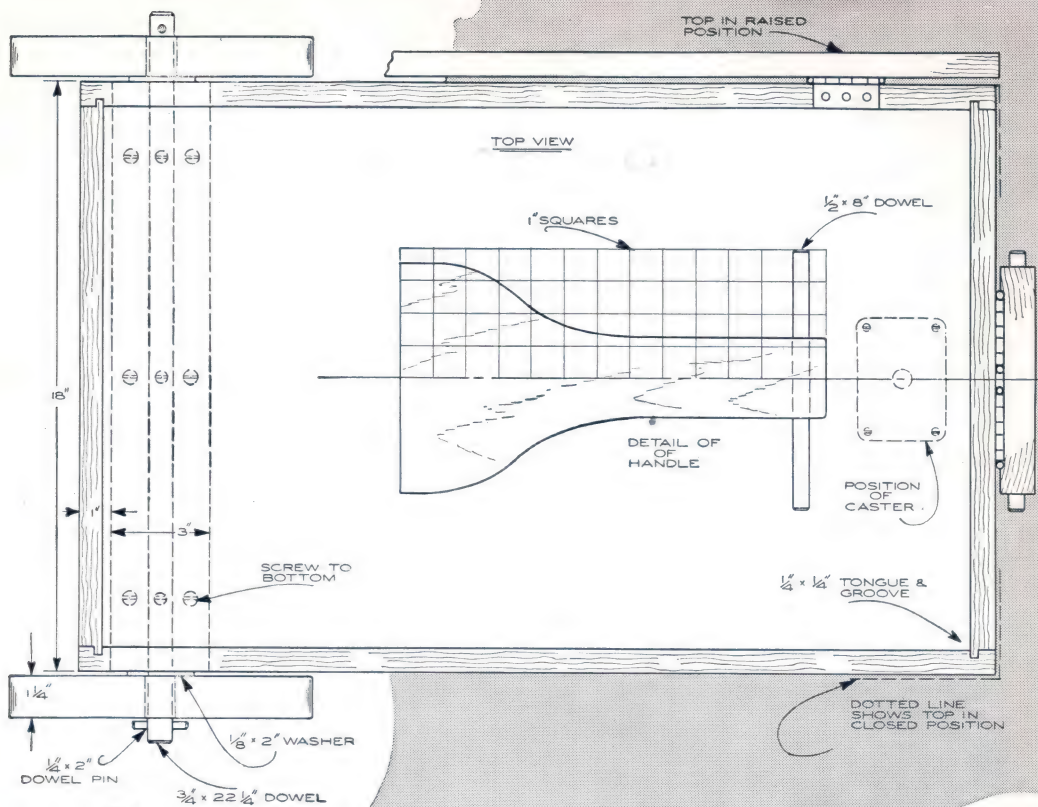 TOP IN RAISED
POSITION
TOP VIEW
1" SQUARES
1/2" × 8" DOWEL
18"
DETAIL OF
OF
HANDLE
POSITION
OF
CASTER
1"
3"
SCREW TO
BOTTOM
1/4" × 1/4" TONGUE &
GROOVE
1 1/4"
DOTTED LINE
SHOWS TOP IN
CLOSED POSITION
1/8" × 2" WASHER
1/4" × 2"
DOWEL PIN
3/4" × 22 1/4" DOWEL